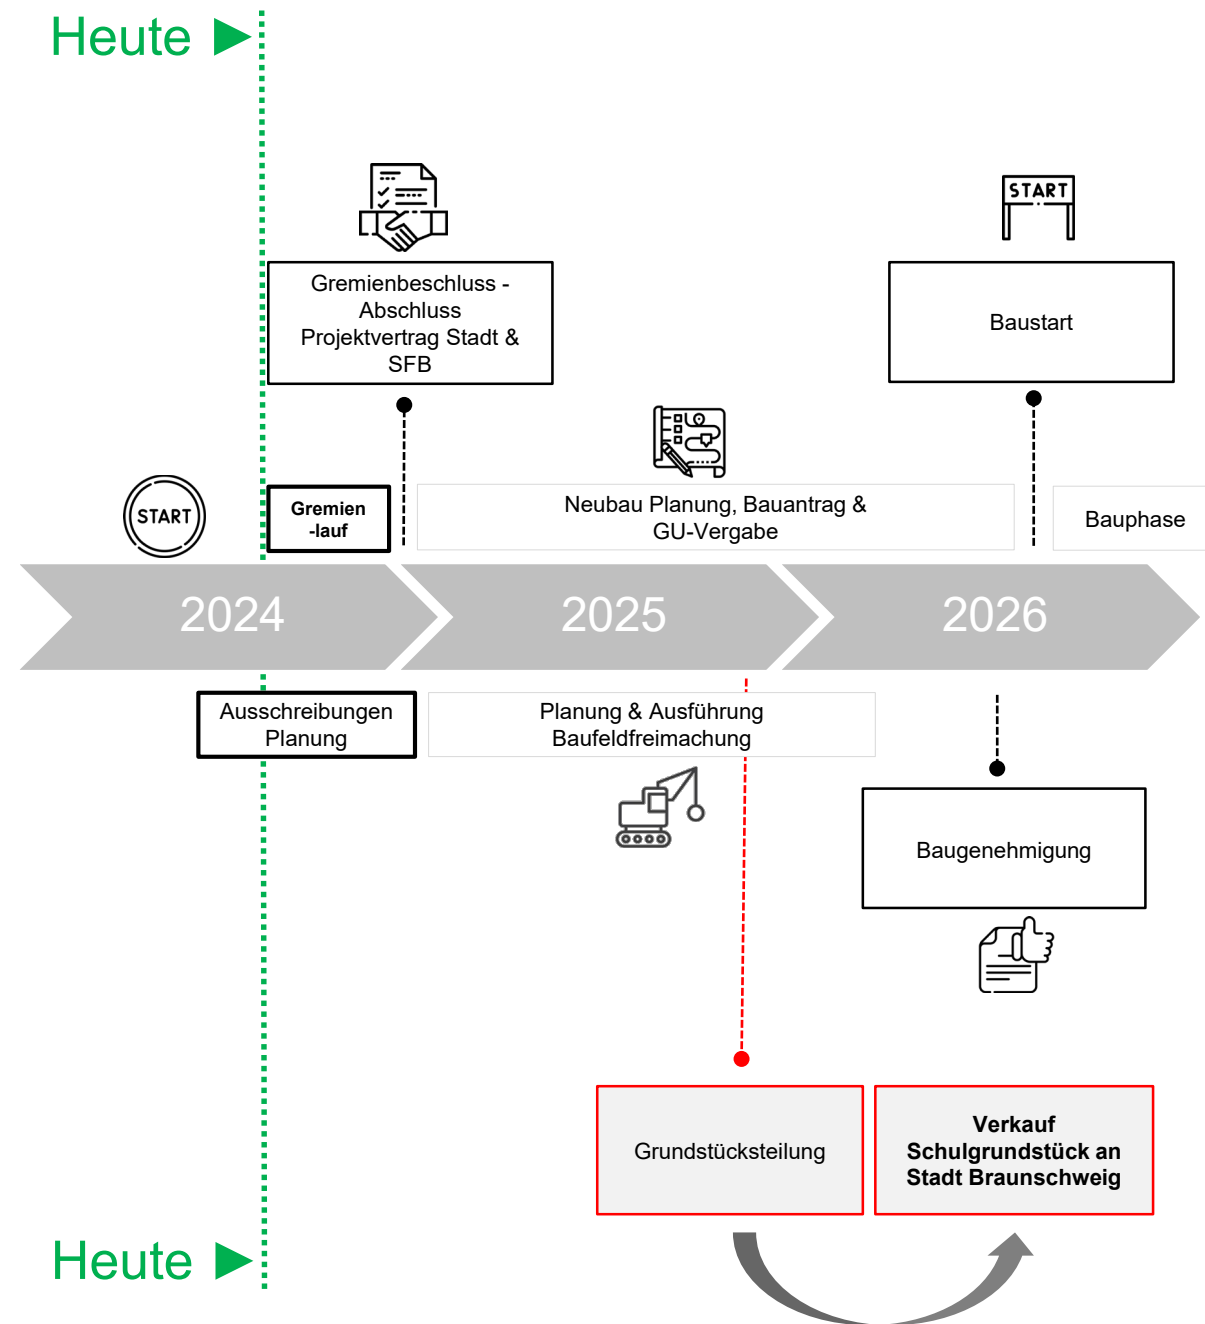 Heute
START
Gremienbeschluss -
Abschluss
Projektvertrag Stadt &
SFB
Baustart
START
Gremien
-lauf
Neubau Planung, Bauantrag &
GU-Vergabe
Bauphase
2024
2025
2026
Ausschreibungen
Planung
Planung & Ausführung
Baufeldfreimachung
Baugenehmigung
Grundstücksteilung
Verkauf
Schulgrundstück an
Stadt Braunschweig
Heute